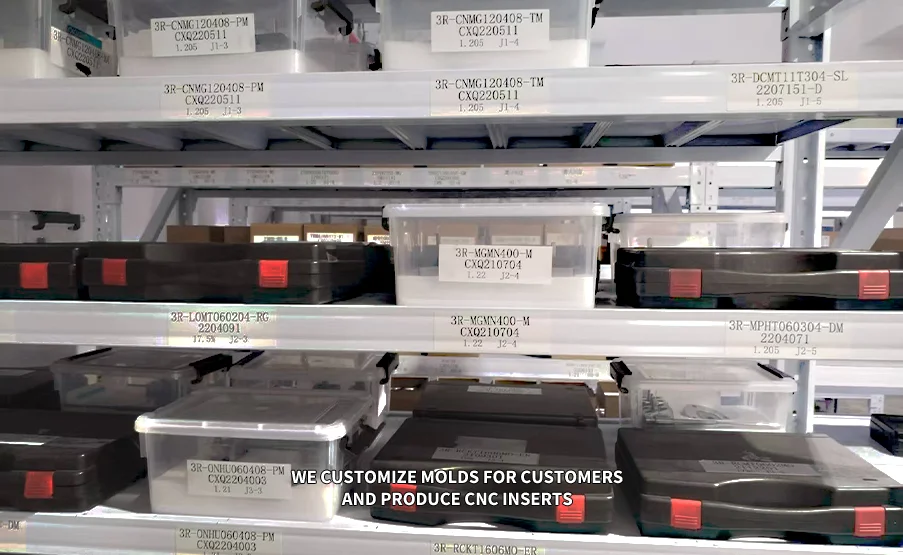 3R-CNMG120408-PM
CXQ220511
1.205 J1-3
3R-CNMG120408-TM
CXQ220511
1.205 J1-4
3R-CNMG120408-PM
CXQ220511
1.205 J1-3
3R-CNMG120408-TM
CXQ220511
1.205 J1-4
3R-DCMT11T304-SL
2207151-D
1.205 J1-5
3R-MGMN400-M
CXQ210704
1.22 J2-4
3R-LOMT060204-RG
2204091
17.5% J2-3
3R-MGMN400-M
CXQ210704
1.22 J2-4
3R-MPHT060304-DM
2204071
1.205 J2-5
3R-ONHU060408-PM
CXQ2204003
1.21 J3-3
WE CUSTOMIZE MOLDS FOR CUSTOMERS
AND PRODUCE CNC INSERTS
-DM
3R-ONHU060408-PM
CXQ2204003
3R-RCKT1606MO-ER